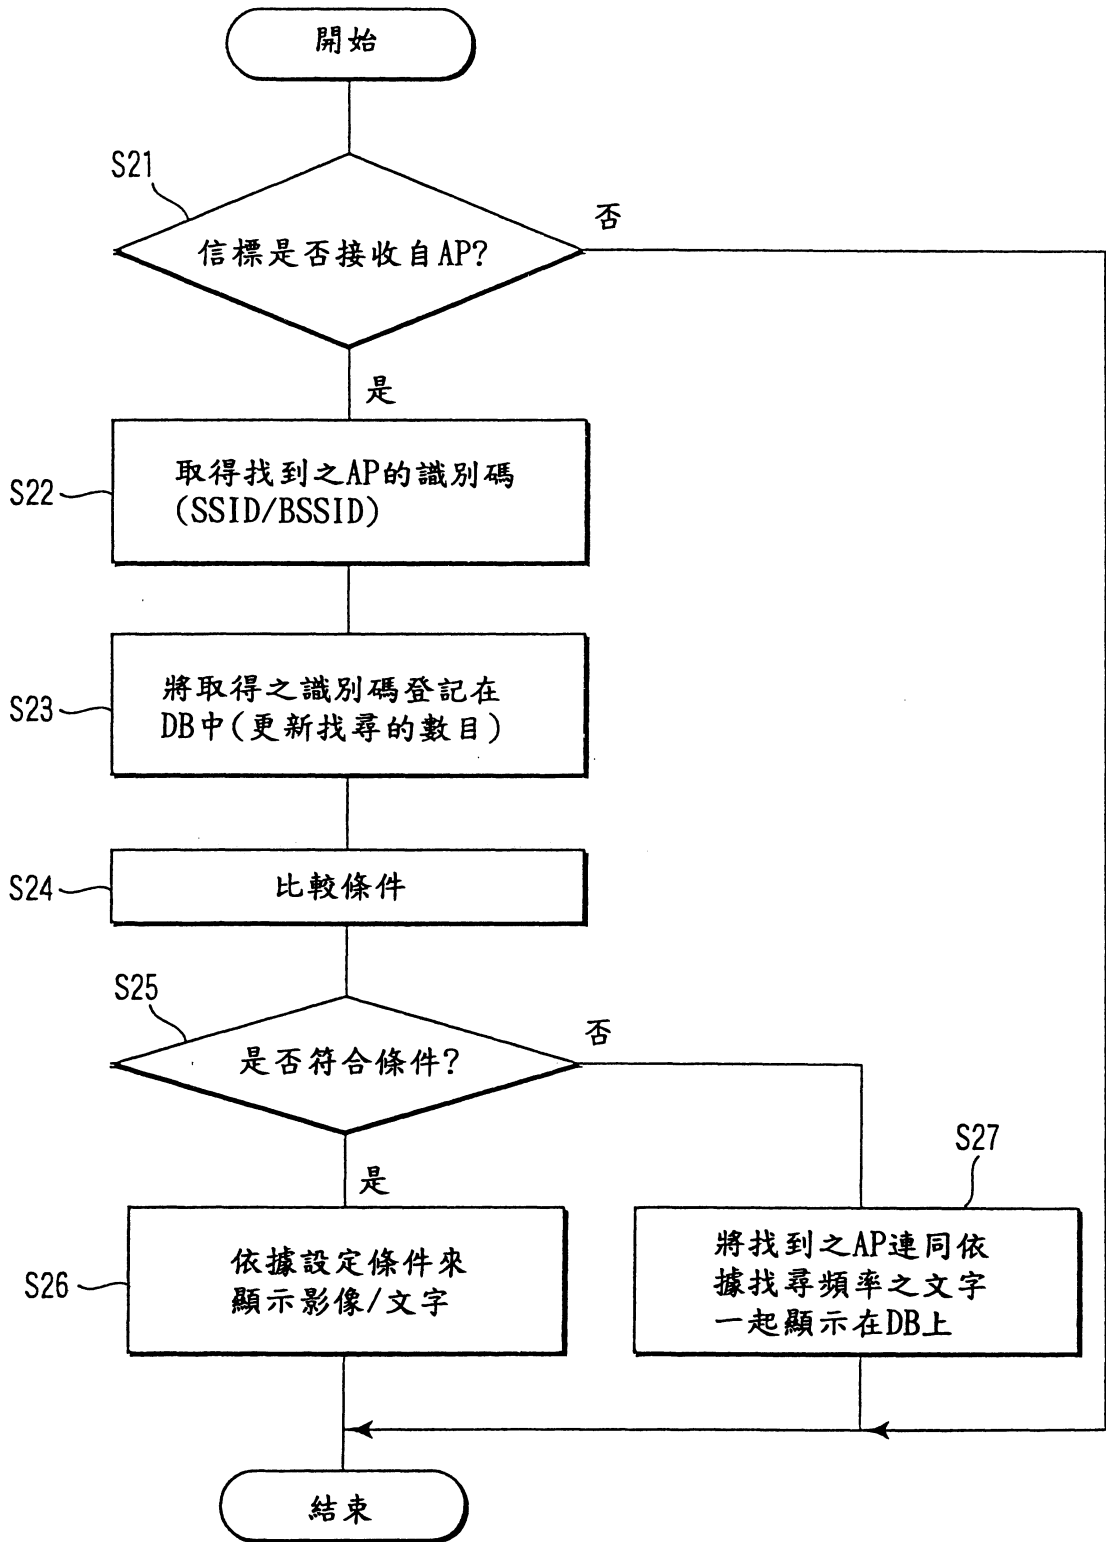 開始
S21
信標是否接收自AP?
否
是
S22
取得找到之AP的識別碼
(SSID/BSSID)
S23
將取得之識別碼登記在
DB中(更新找尋的數目)
S24
比較條件
S25
是否符合條件?
否
是
S26
依據設定條件來
顯示影像/文字
S27
將找到之AP連同依
據找尋頻率之文字
一起顯示在DB上
結束